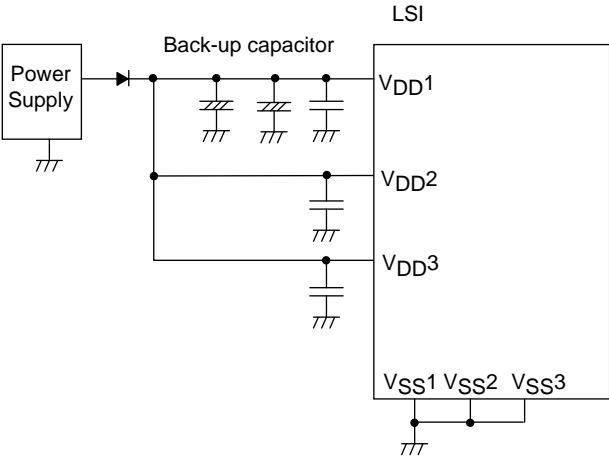 LSI
Back-up capacitor
Power
Supply
VDD1
VDD2
VDD3
VSS1 VSS2 VSS3